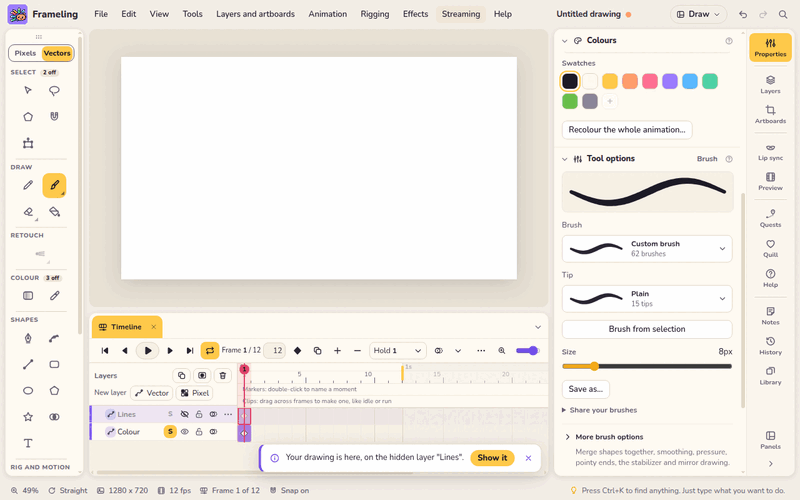 Frameling
File Edit View Tools Layers and artboards Animation Rigging Effects Streaming Help
Untitled drawing
Draw
Pixels Vectors
SELECT 2 off
DRAW
RETOUCH
COLOUR 3 off
SHAPES
RIG AND MOTION
Timeline
Frame 1 / 12 12 Hold 1
Layers
New layer Vector Pixel
1 5 10 15 20
1s
Markers: double-click to name a moment
Clips: drag across frames to make one, like idle or run
Lines S
Colour S
Your drawing is here, on the hidden layer "Lines". Show it
Colours
Swatches
Recolour the whole animation...
Tool options Brush
Brush
Custom brush
62 brushes
Tip
Plain
15 tips
Brush from selection
Size 8px
Save as...
Share your brushes
More brush options
Merge shapes together, smoothing, pressure,
pointy ends, the stabilizer and mirror drawing.
Properties
Layers
Artboards
Lip sync
Preview
Quests
Quill
Help
Notes
History
Library
Panels
49% Straight 1280 x 720 12 fps Frame 1 of 12 Snap on
Press Ctrl+K to find anything. Just type what you want to do.